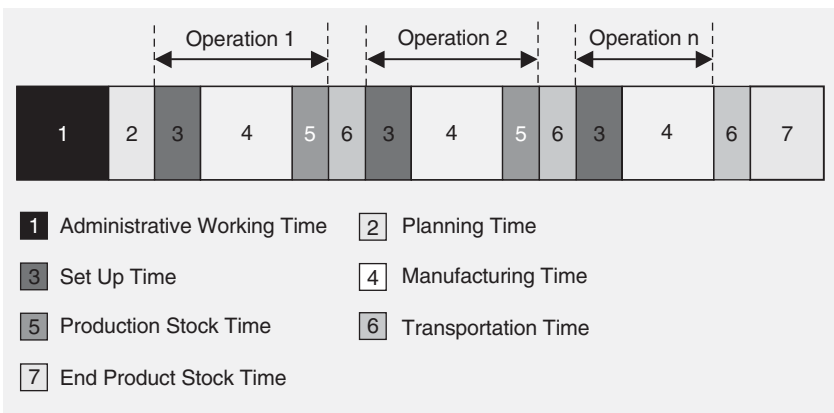 Operation 1 Operation 2 Operation n
1 2 3 4 5 6 3 4 5 6 3 4 6 7
1 Administrative Working Time 2 Planning Time
3 Set Up Time 4 Manufacturing Time
5 Production Stock Time 6 Transportation Time
7 End Product Stock Time